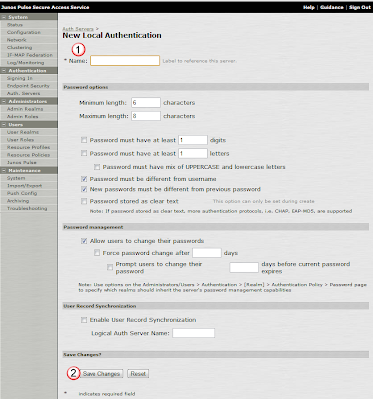 Junos Pulse Secure Access Service
Help | Guidance | Sign Out
System
Status
Configuration
Network
Clustering
IF-MAP Federation
Log/Monitoring
Authentication
Signing In
Endpoint Security
Auth. Servers
Administrators
Admin Realms
Admin Roles
Users
User Realms
User Roles
Resource Profiles
Resource Policies
Junos Pulse
Maintenance
System
Import/Export
Push Config
Archiving
Troubleshooting
Auth Servers >
New Local Authentication
1
* Name:
Label to reference this server.
Password options
Minimum length: 6 characters
Maximum length: 8 characters
Password must have at least 1 digits
Password must have at least 1 letters
Password must have mix of UPPERCASE and lowercase letters
Password must be different from username
New passwords must be different from previous password
Password stored as clear text This option can only be set during create
Note: If password stored as clear text, more authentication protocols, i.e. CHAP, EAP-MD5, are supported
Password management
Allow users to change their passwords
Force password change after days
Prompt users to change their password days before current password expires
Note: Use options on the Administrators/Users > Authentication > [Realm] > Authentication Policy > Password page
to specify which realms should inherit the server's password management capabilities
User Record Synchronization
Enable User Record Synchronization
Logical Auth Server Name:
Save Changes?
2
Save Changes Reset
* indicates required field